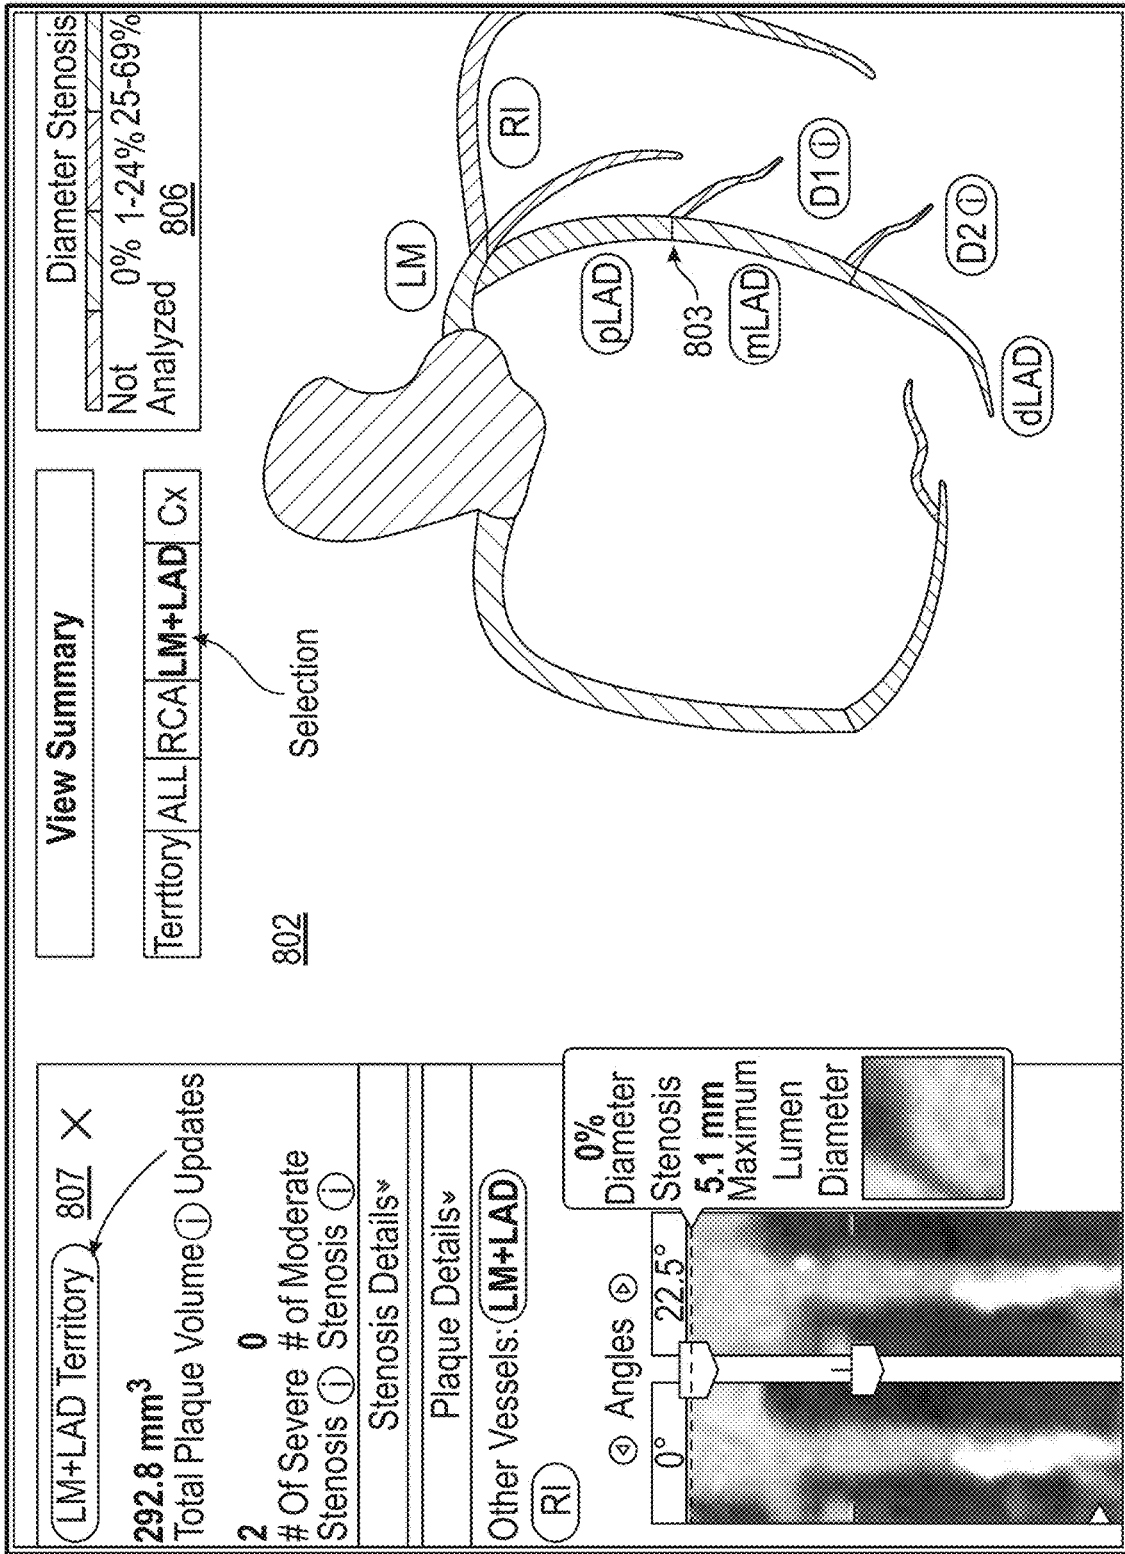 LM+LAD Territory 807 X
292.8 mm³
Total Plaque Volume ⓘ Updates
2 0
# Of Severe # of Moderate
Stenosis ⓘ Stenosis ⓘ
Stenosis Details
Plaque Details
Other Vessels: LM+LAD
RI
Angles
0° 22.5°
0%
Diameter
Stenosis
5.1 mm
Maximum
Lumen
Diameter
View Summary
Terrttory ALL RCA LM+LAD Cx
Selection
802
Diameter Stenosis
Not 0% 1-24% 25-69%
Analyzed 806
LM
RI
pLAD
803
mLAD
D1 ⓘ
D2 ⓘ
dLAD